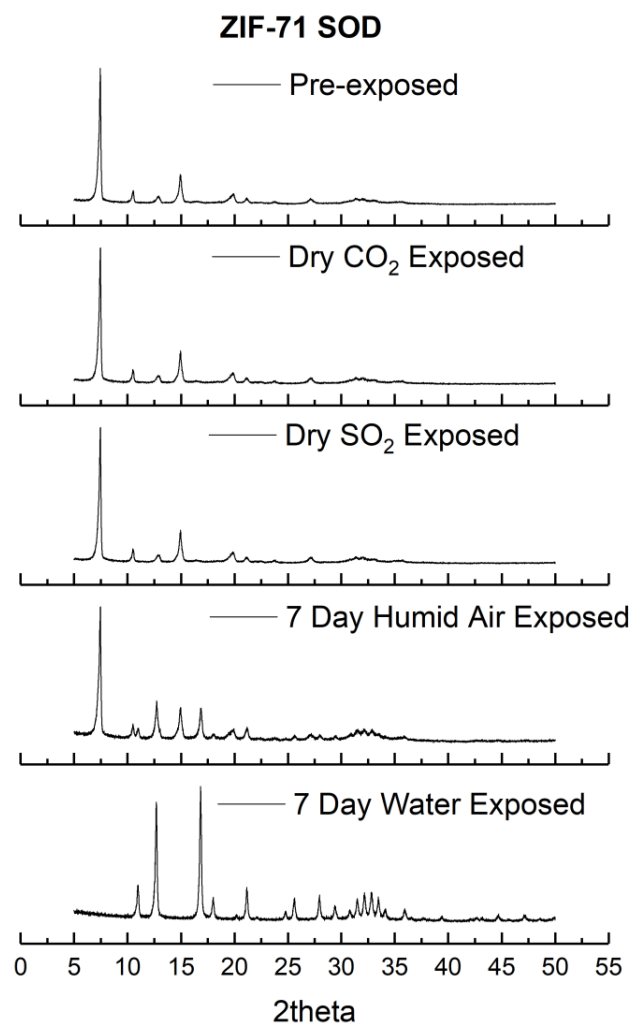 ZIF-71 SOD
Pre-exposed
Dry CO₂ Exposed
Dry SO₂ Exposed
7 Day Humid Air Exposed
7 Day Water Exposed
0 5 10 15 20 25 30 35 40 45 50 55
2theta